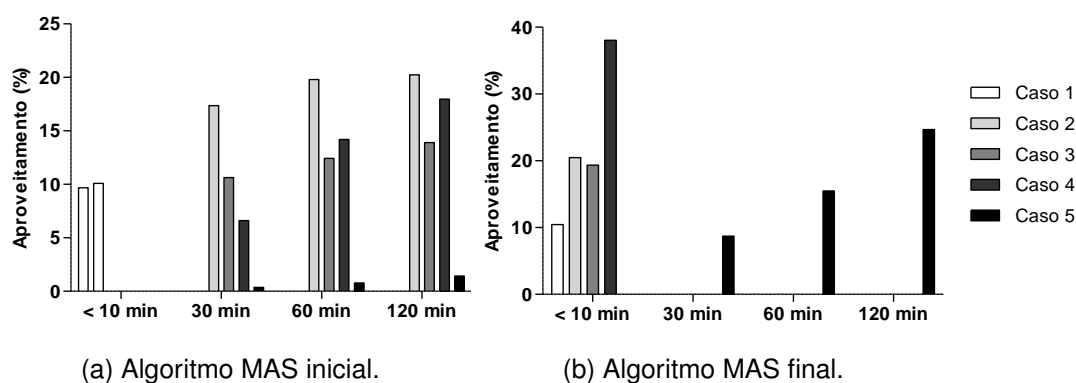 25
20
15
10
5
0
Aproveitamento (%)
< 10 min 30 min 60 min 120 min
(a) Algoritmo MAS inicial.
40
30
20
10
0
Aproveitamento (%)
< 10 min 30 min 60 min 120 min
(b) Algoritmo MAS final.
Caso 1
Caso 2
Caso 3
Caso 4
Caso 5